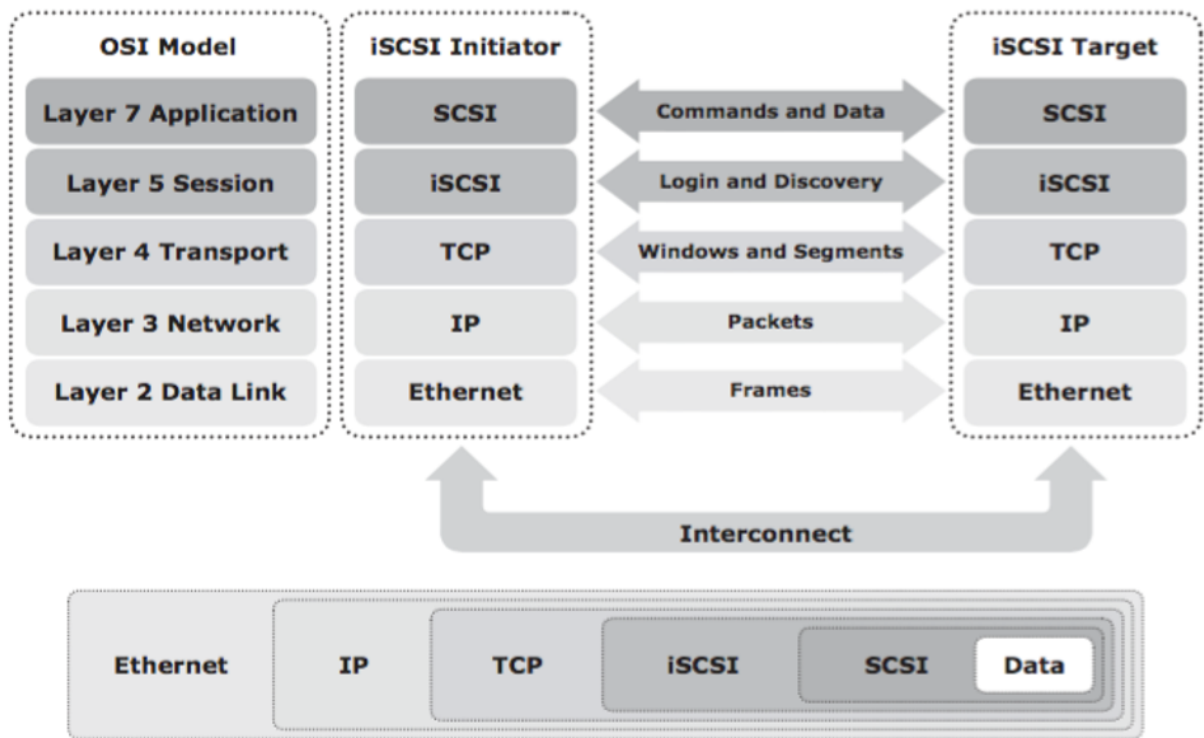 OSI Model
iSCSI Initiator
iSCSI Target
Layer 7 Application
SCSI
Commands and Data
SCSI
Layer 5 Session
iSCSI
Login and Discovery
iSCSI
Layer 4 Transport
TCP
Windows and Segments
TCP
Layer 3 Network
IP
Packets
IP
Layer 2 Data Link
Ethernet
Frames
Ethernet
Interconnect
Ethernet
IP
TCP
iSCSI
SCSI
Data